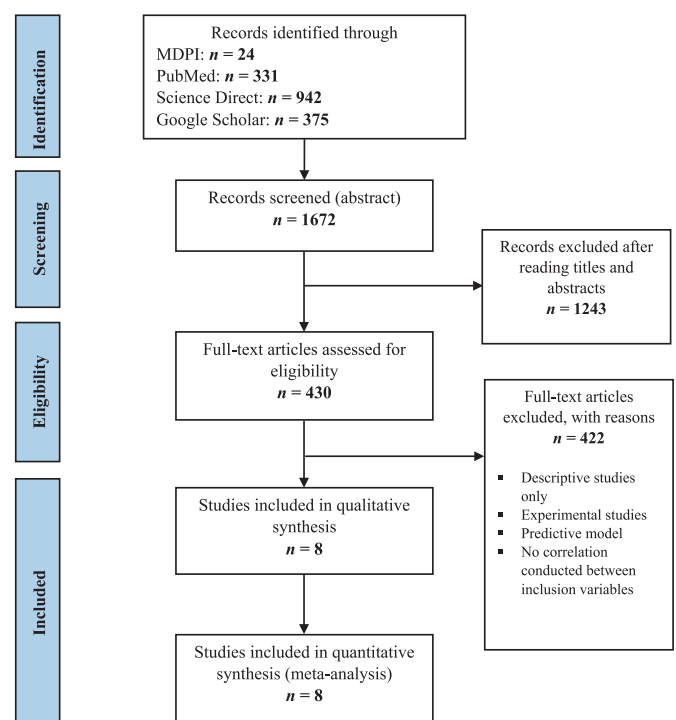 Identification
Records identified through
MDPI: n = 24
PubMed: n = 331
Science Direct: n = 942
Google Scholar: n = 375
Screening
Records screened (abstract)
n = 1672
Records excluded after
reading titles and
abstracts
n = 1243
Eligibility
Full-text articles assessed for
eligibility
n = 430
Full-text articles
excluded, with reasons
n = 422
▪ Descriptive studies
only
▪ Experimental studies
▪ Predictive model
▪ No correlation
conducted between
inclusion variables
Included
Studies included in qualitative
synthesis
n = 8
Studies included in quantitative
synthesis (meta-analysis)
n = 8